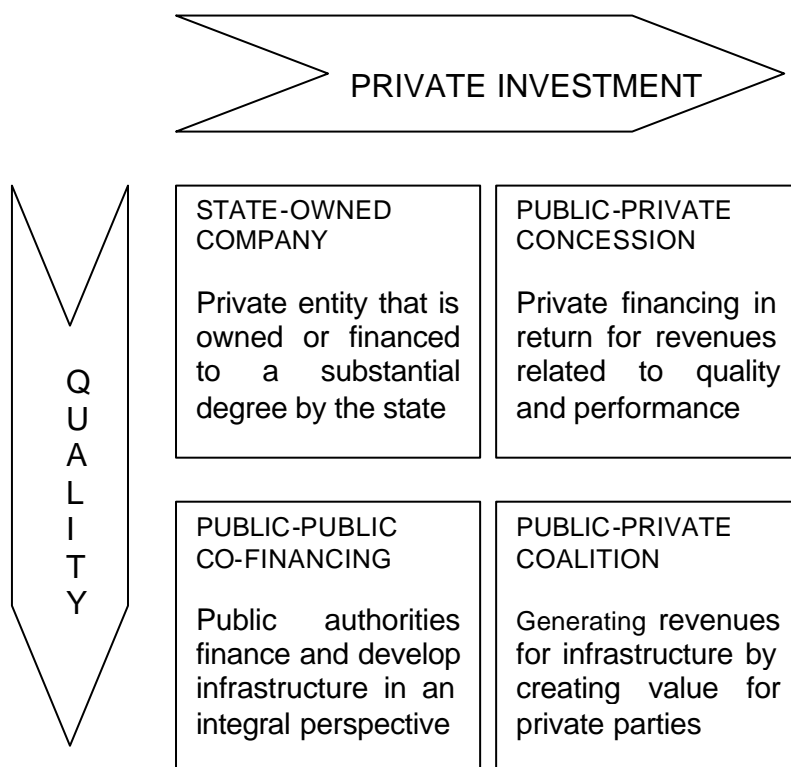 PRIVATE INVESTMENT
Q
U
A
L
I
T
Y
STATE-OWNED
COMPANY
Private entity that is
owned or financed
to a substantial
degree by the state
PUBLIC-PRIVATE
CONCESSION
Private financing in
return for revenues
related to quality
and performance
PUBLIC-PUBLIC
CO-FINANCING
Public authorities
finance and develop
infrastructure in an
integral perspective
PUBLIC-PRIVATE
COALITION
Generating revenues
for infrastructure by
creating value for
private parties